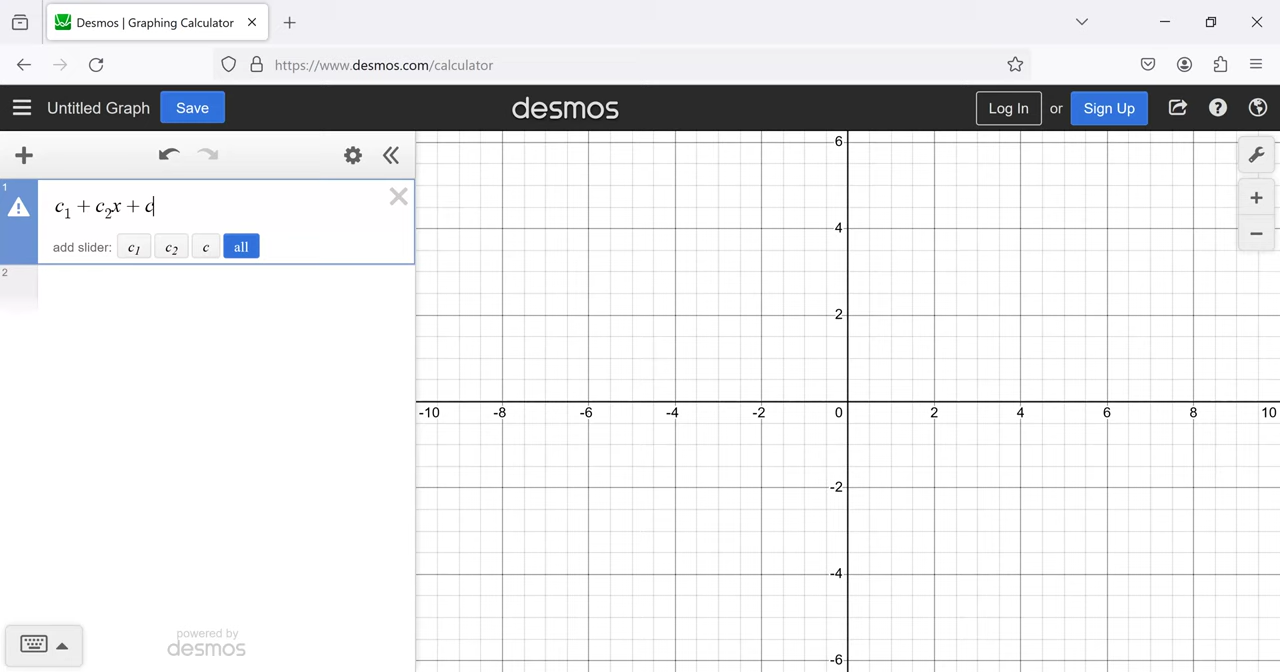 Desmos | Graphing Calculator
https://www.desmos.com/calculator
Untitled Graph Save desmos Log In or Sign Up
1
c₁ + c₂x + c
add slider: c₁ c₂ c all
2
powered by
desmos
6
4
2
-10 -8 -6 -4 -2 0 2 4 6 8 10
-2
-4
-6